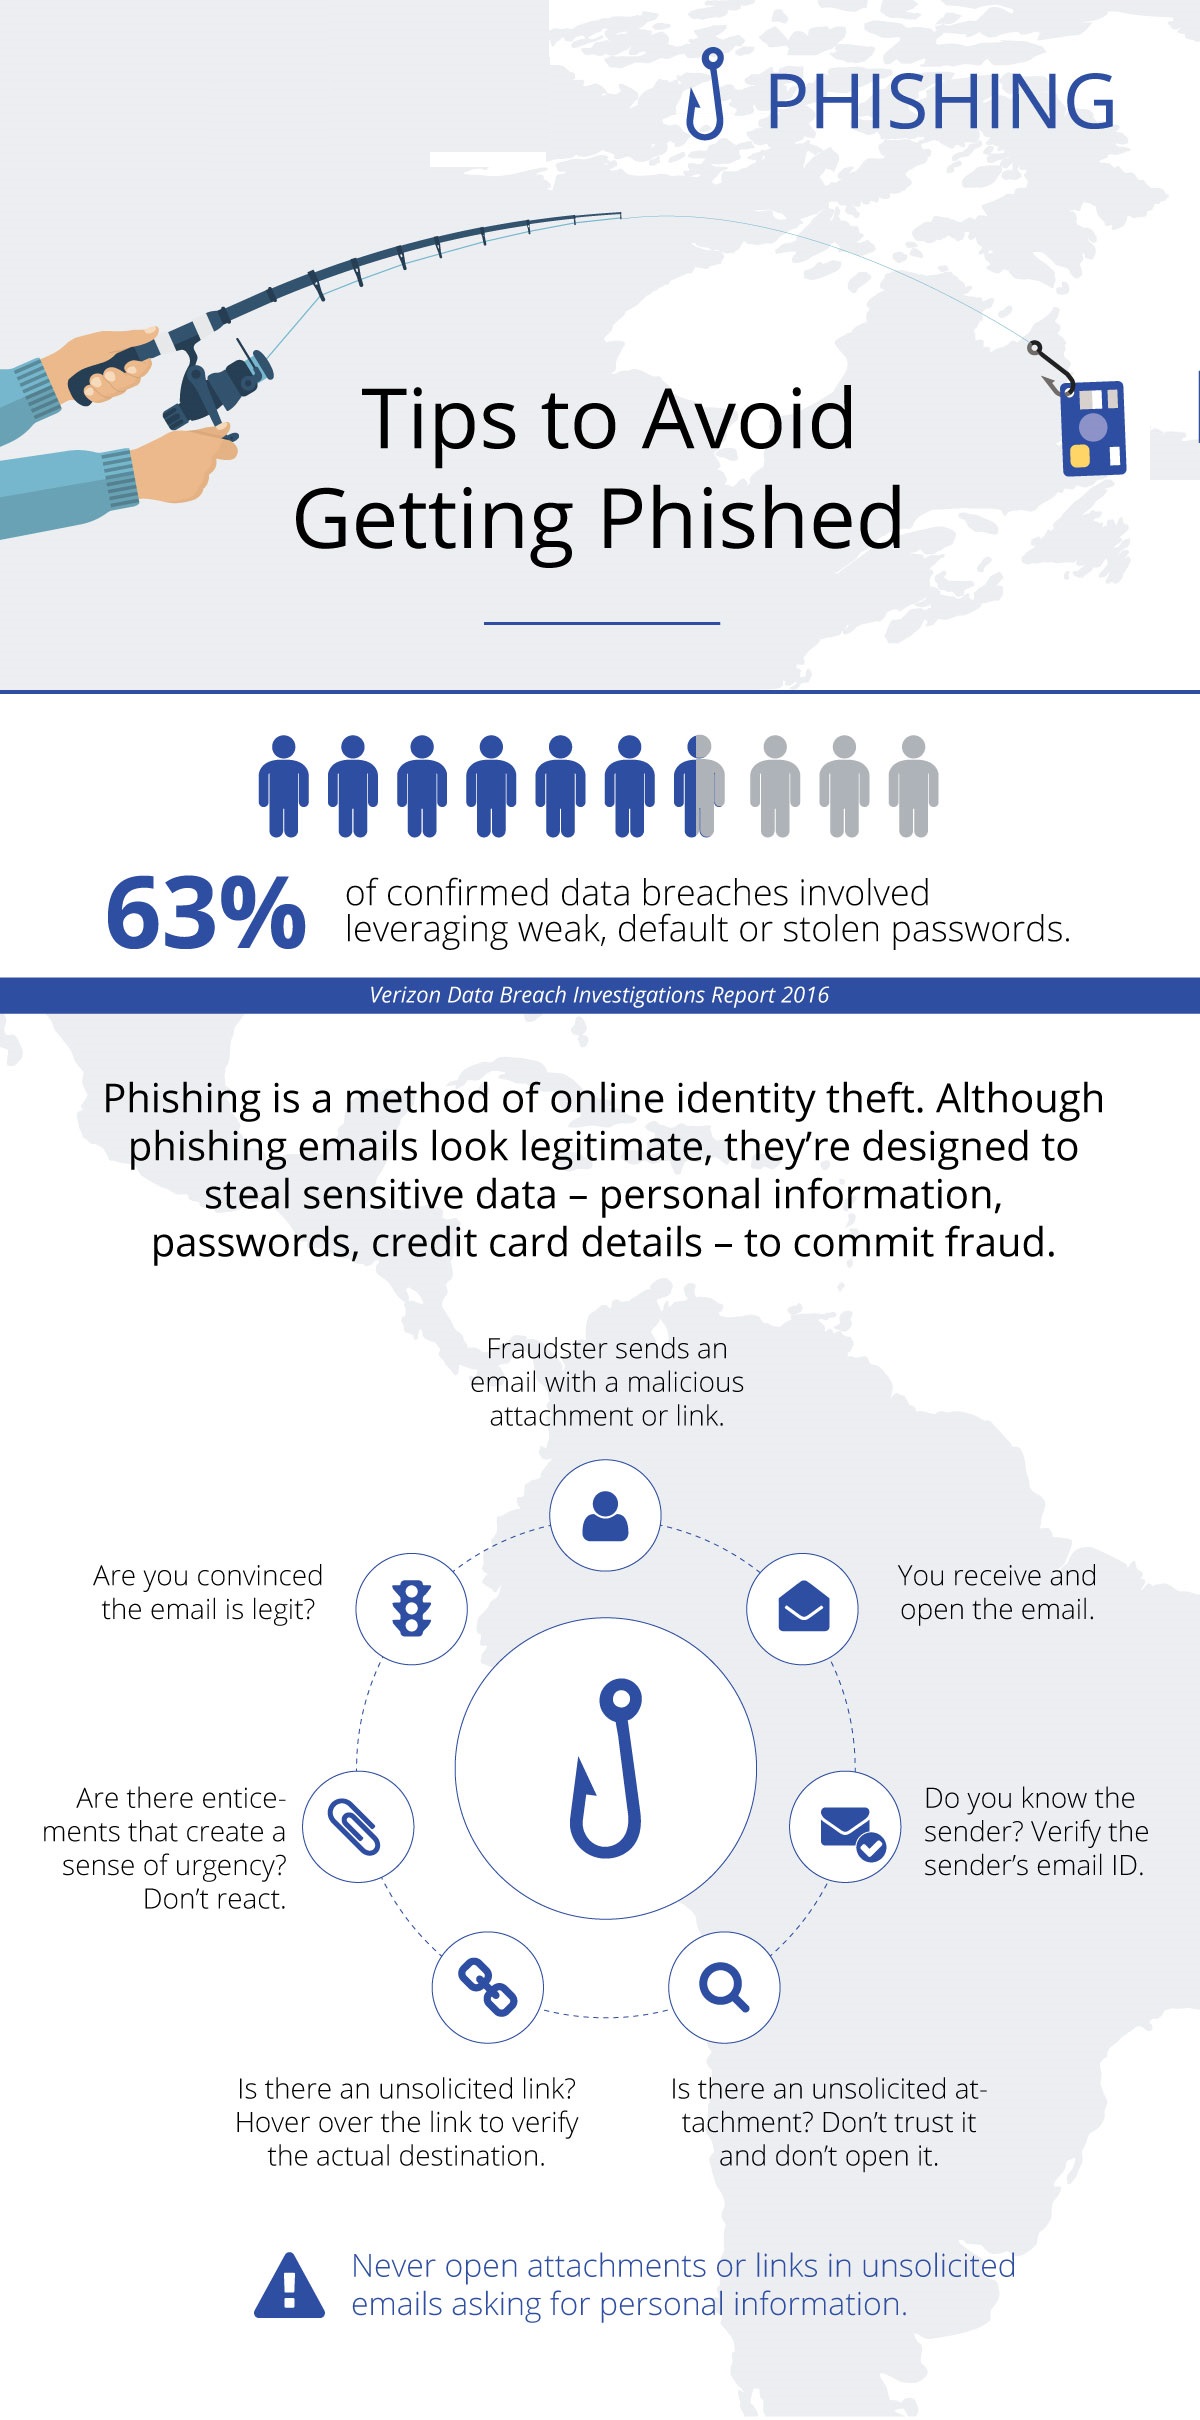 PHISHING
Tips to Avoid
Getting Phished
63%
of confirmed data breaches involved
leveraging weak, default or stolen passwords.
Verizon Data Breach Investigations Report 2016
Phishing is a method of online identity theft. Although
phishing emails look legitimate, they’re designed to
steal sensitive data – personal information,
passwords, credit card details – to commit fraud.
Fraudster sends an
email with a malicious
attachment or link.
You receive and
open the email.
Do you know the
sender? Verify the
sender’s email ID.
Is there an unsolicited at-
tachment? Don’t trust it
and don’t open it.
Is there an unsolicited link?
Hover over the link to verify
the actual destination.
Are there entice-
ments that create a
sense of urgency?
Don’t react.
Are you convinced
the email is legit?
Never open attachments or links in unsolicited
emails asking for personal information.